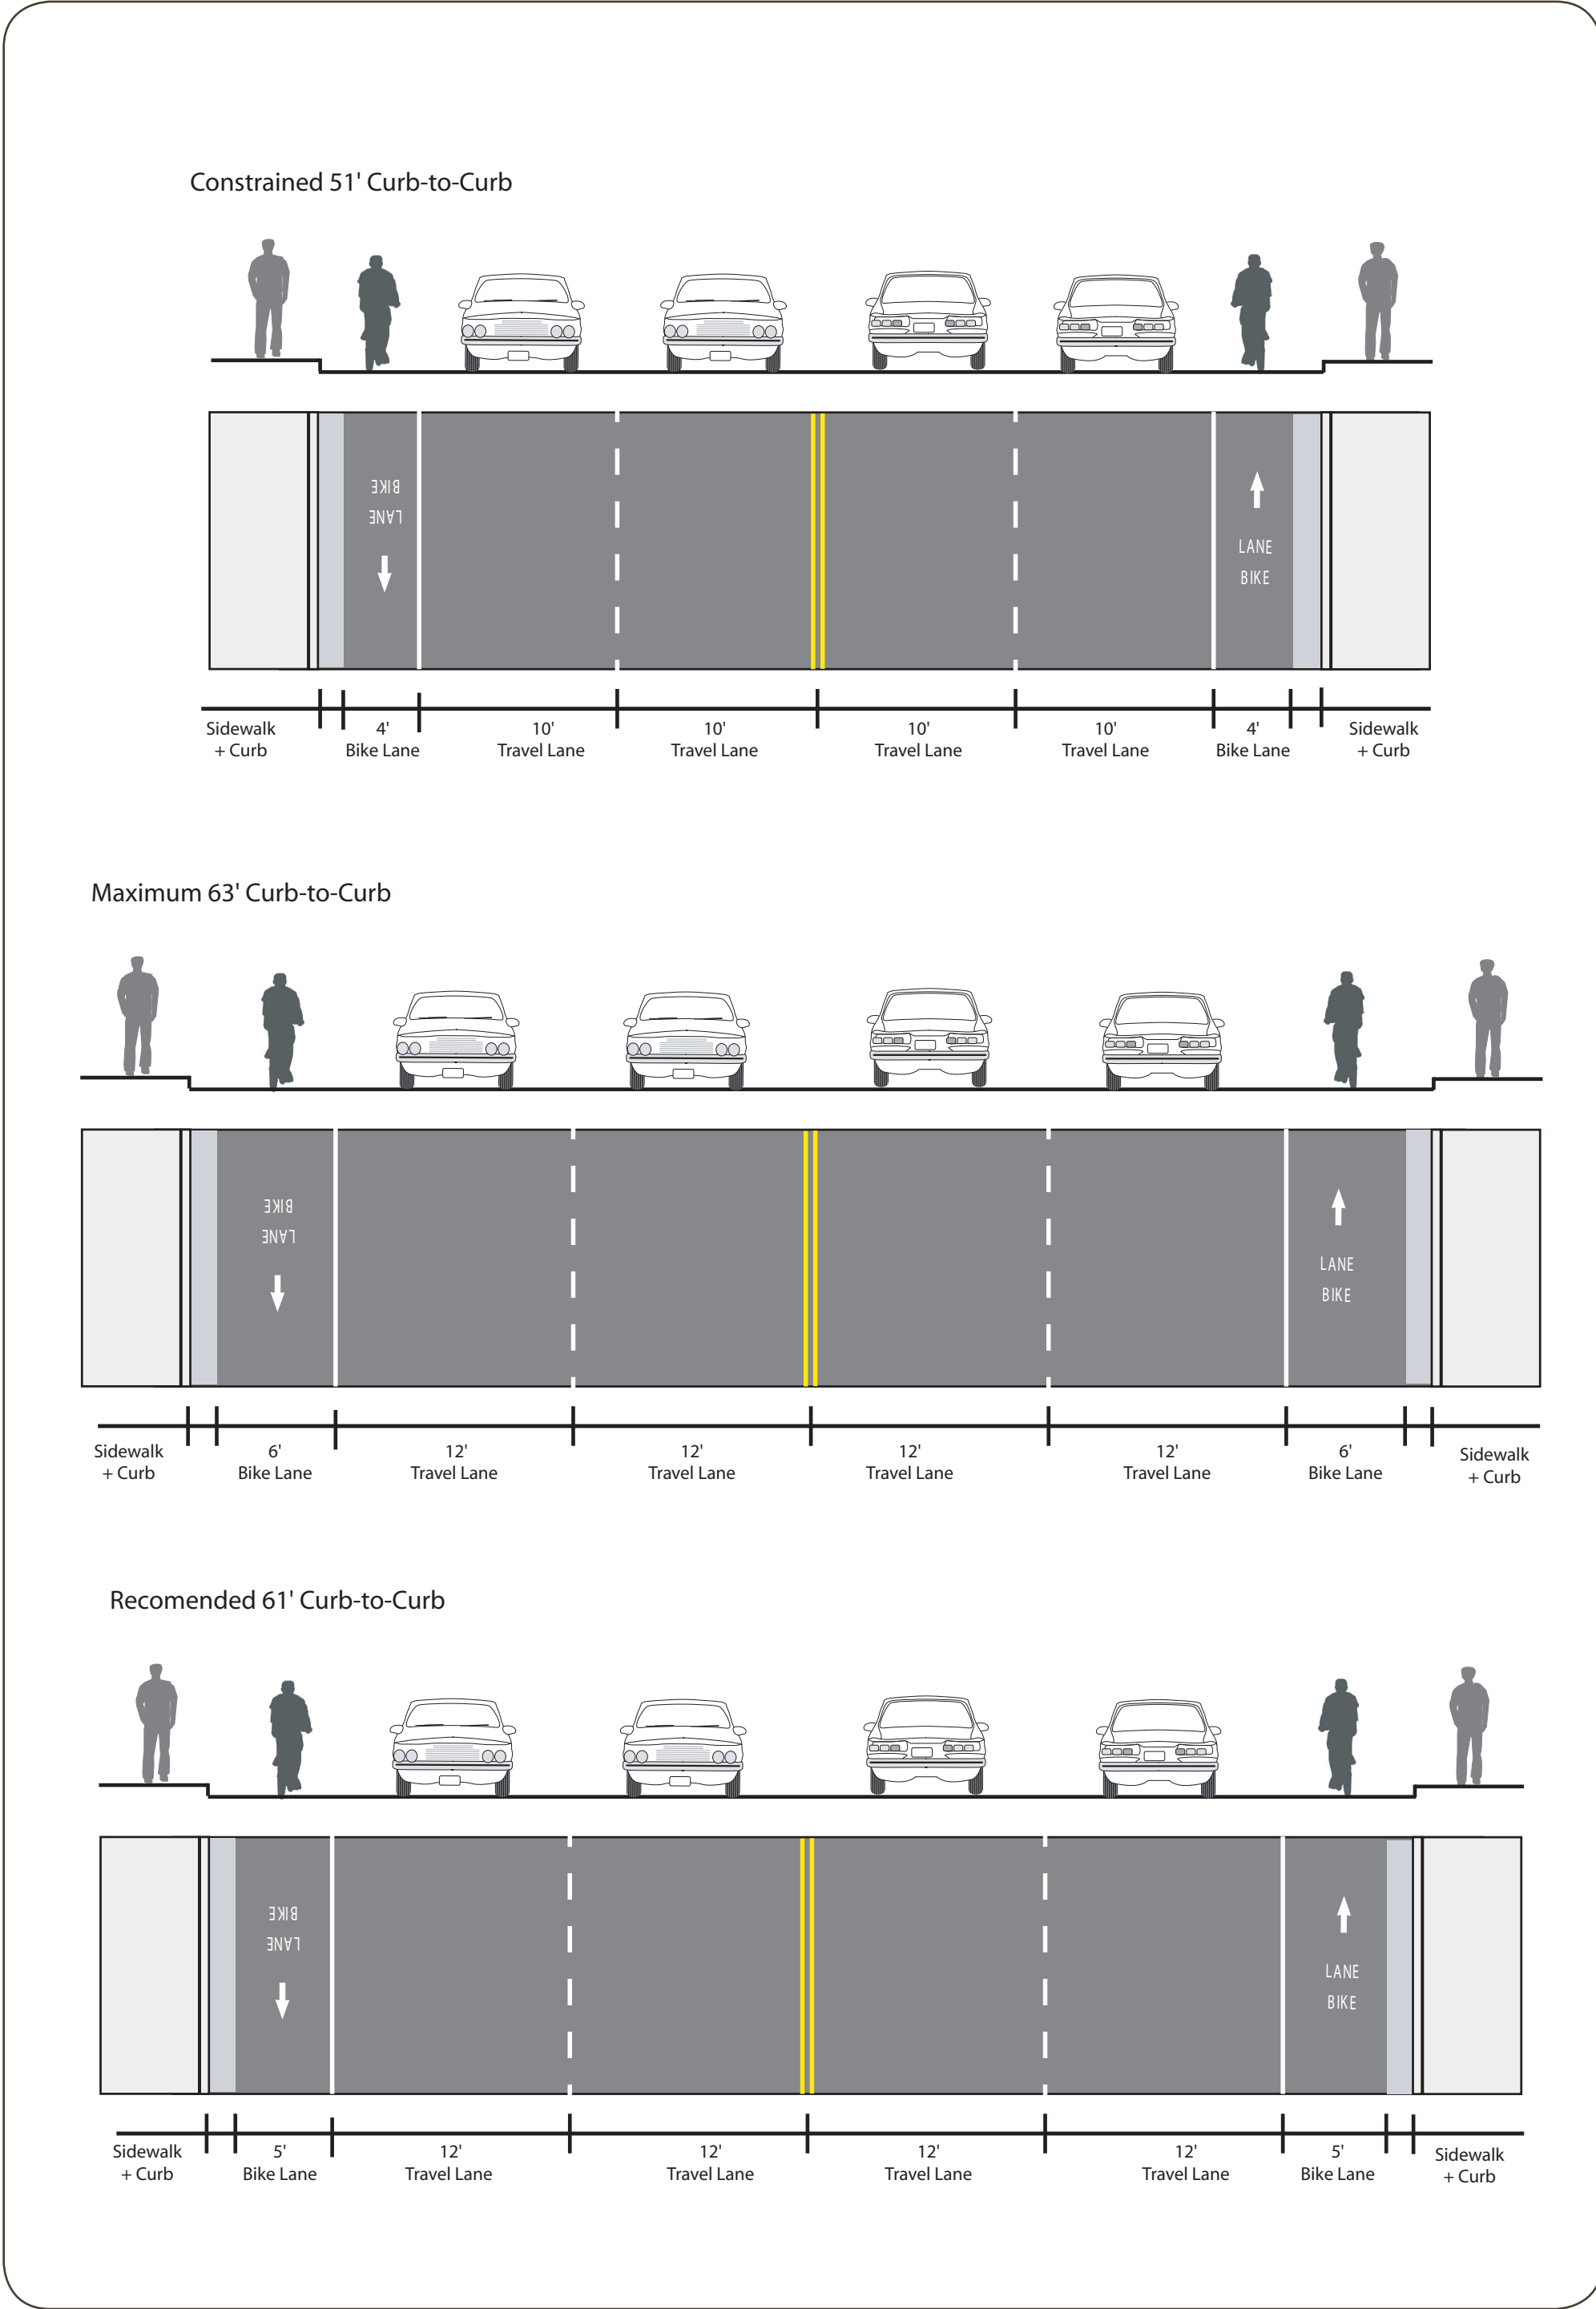 Constrained 51' Curb-to-Curb
BIKE
LANE
LANE
BIKE
Sidewalk
+ Curb
4'
Bike Lane
10'
Travel Lane
10'
Travel Lane
10'
Travel Lane
10'
Travel Lane
4'
Bike Lane
Sidewalk
+ Curb
Maximum 63' Curb-to-Curb
BIKE
LANE
LANE
BIKE
Sidewalk
+ Curb
6'
Bike Lane
12'
Travel Lane
12'
Travel Lane
12'
Travel Lane
12'
Travel Lane
6'
Bike Lane
Sidewalk
+ Curb
Recomended 61' Curb-to-Curb
BIKE
LANE
LANE
BIKE
Sidewalk
+ Curb
5'
Bike Lane
12'
Travel Lane
12'
Travel Lane
12'
Travel Lane
12'
Travel Lane
5'
Bike Lane
Sidewalk
+ Curb